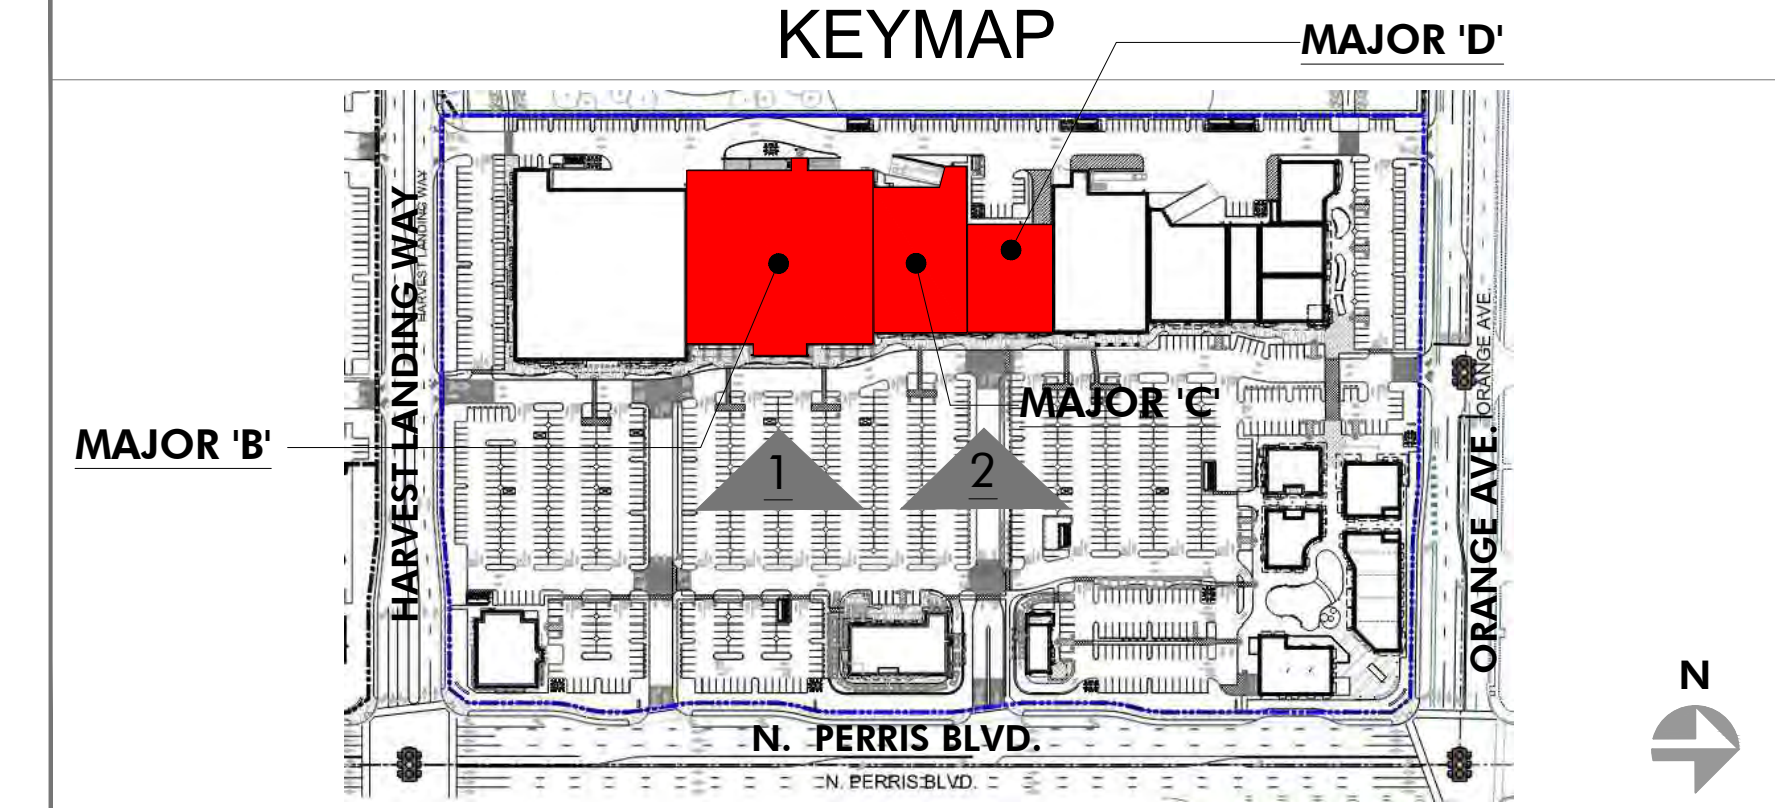 KEYMAP
MAJOR 'D'
HARVEST LANDING WAY
HARVEST LANDING WAY
MAJOR 'C'
MAJOR 'B'
1
2
ORANGE AVE.
ORANGE AVE.
N
N. PERRIS BLVD.
N. PERRIS BLVD.